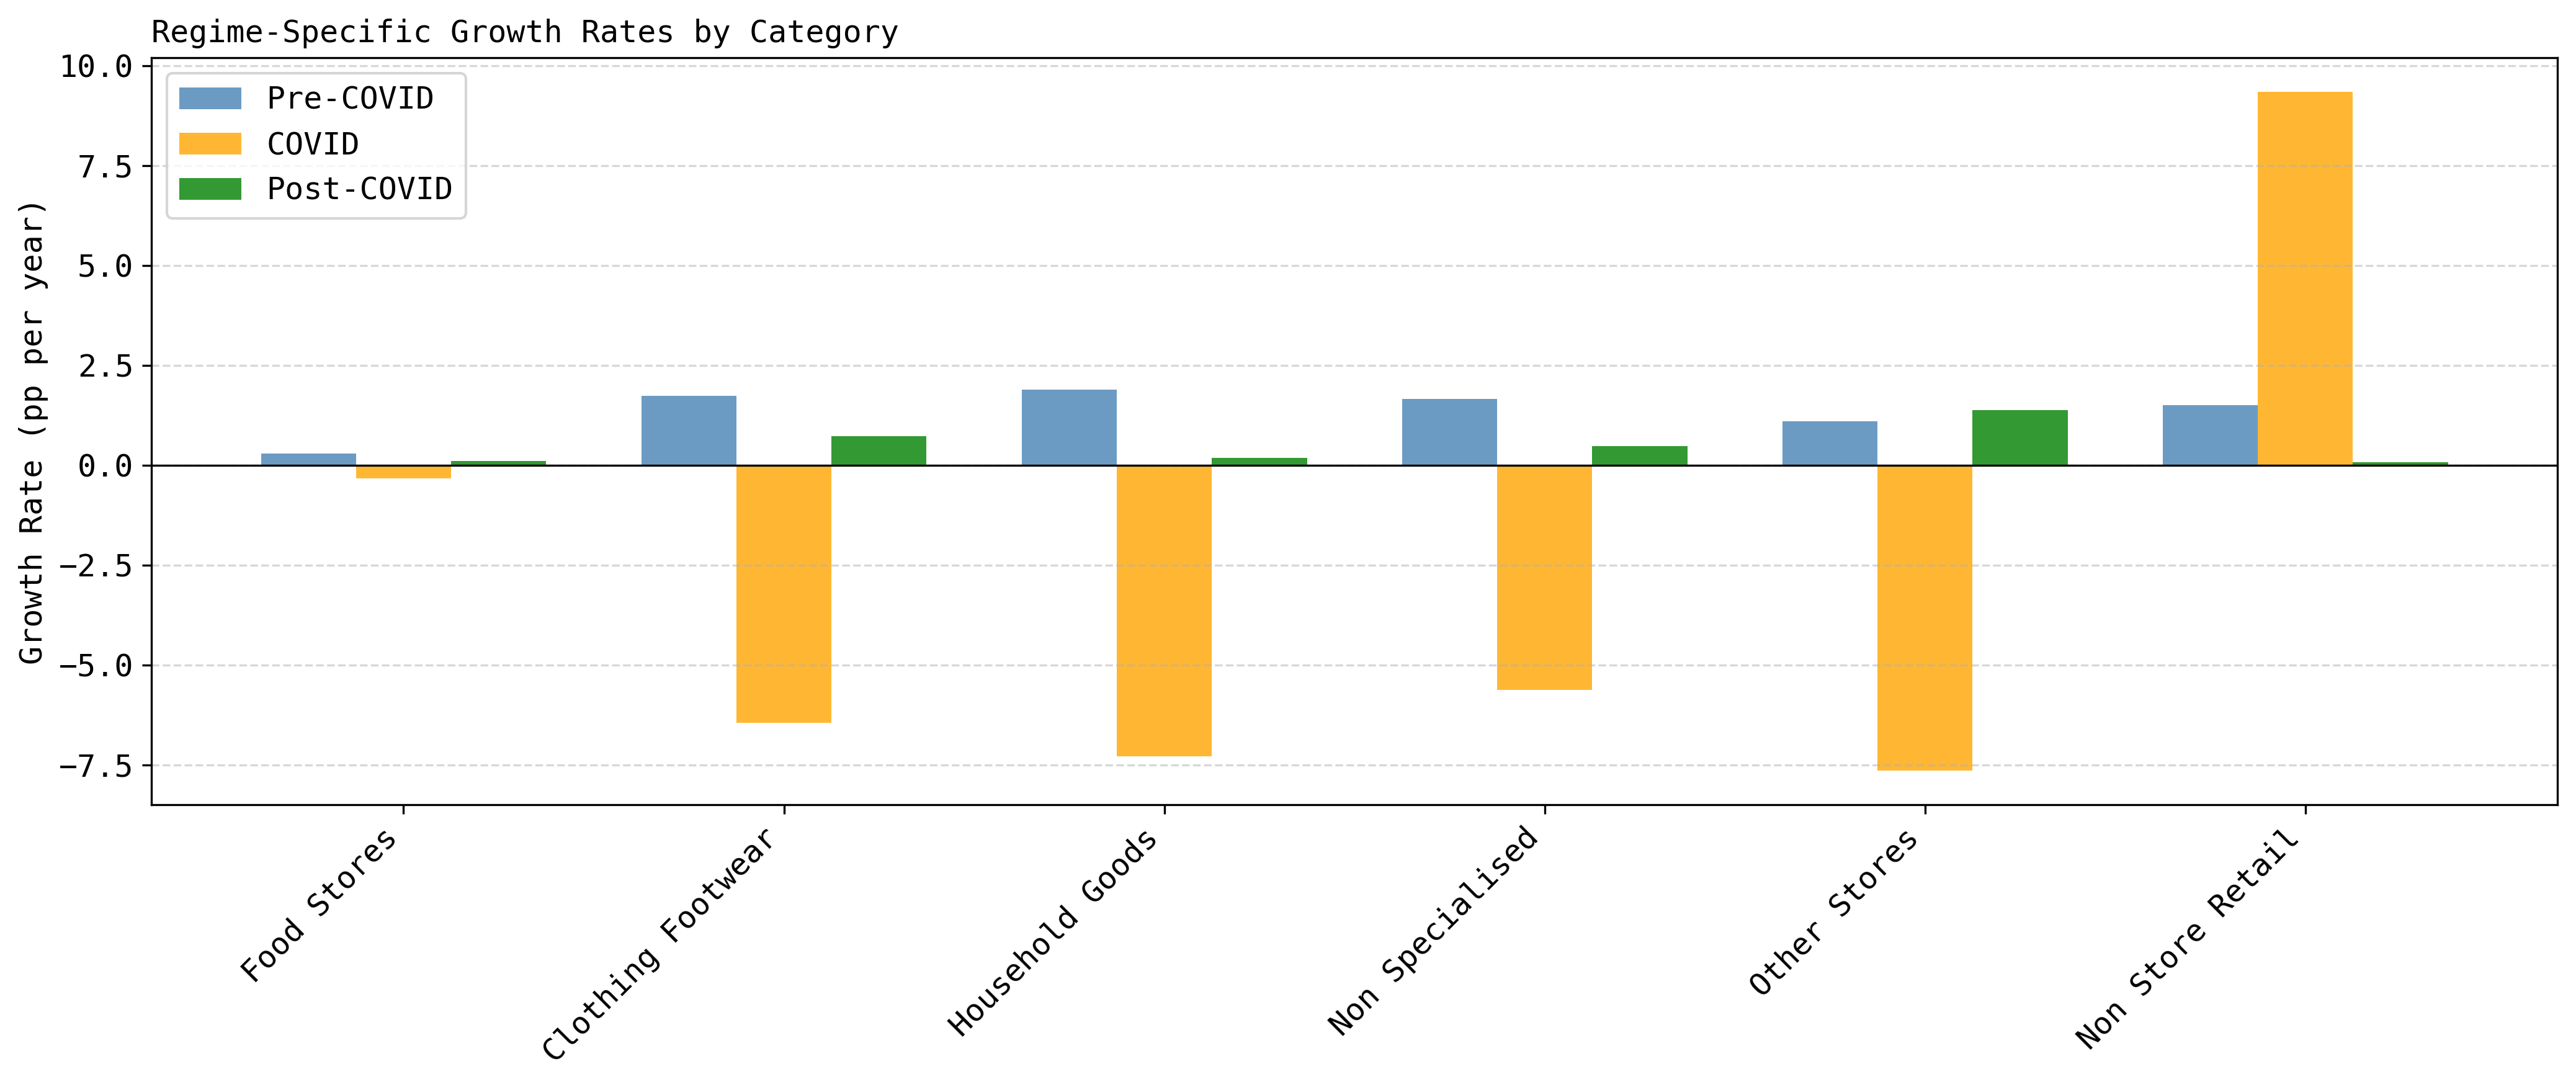 Regime-Specific Growth Rates by Category
Growth Rate (pp per year)
10.0
7.5
5.0
2.5
0.0
−2.5
−5.0
−7.5
Pre-COVID
COVID
Post-COVID
Food Stores
Clothing Footwear
Household Goods
Non Specialised
Other Stores
Non Store Retail